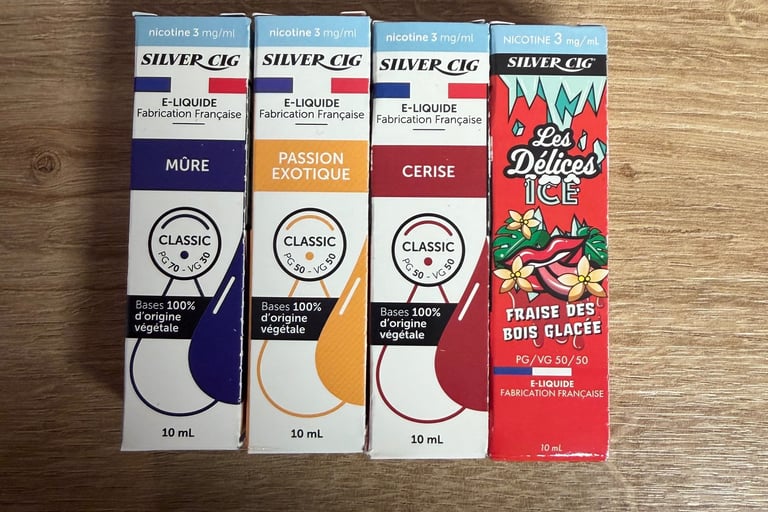 nicotine 3 mg/ml
SILVER CIG
E-LIQUIDE
Fabrication Française
MÛRE
CLASSIC
PG 70 - VG 30
Bases 100%
d'origine
végétale
10 mL
nicotine 3 mg/ml
SILVER CIG
E-LIQUIDE
Fabrication Française
PASSION
EXOTIQUE
CLASSIC
PG 50 - VG 50
Bases 100%
d'origine
végétale
10 mL
nicotine 3 mg/ml
SILVER CIG
E-LIQUIDE
Fabrication Française
CERISE
CLASSIC
PG 50 - VG 50
Bases 100%
d'origine
végétale
10 mL
NICOTINE 3 mg/mL
SILVER CIG
Les
Délices
ÎCE
FRAISE DES
BOIS GLACÉE
PG/VG 50/50
E-LIQUIDE
FABRICATION FRANÇAISE
10 mL